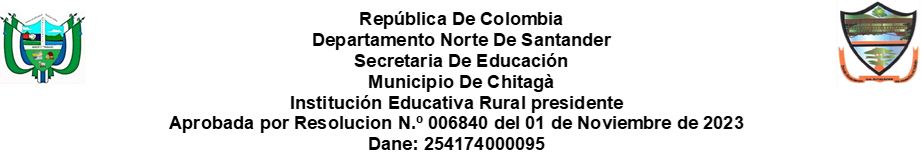 República De Colombia
Departamento Norte De Santander
Secretaria De Educación
Municipio De Chitagà
Institución Educativa Rural presidente
Aprobada por Resolucion N.º 006840 del 01 de Noviembre de 2023
Dane: 254174000095